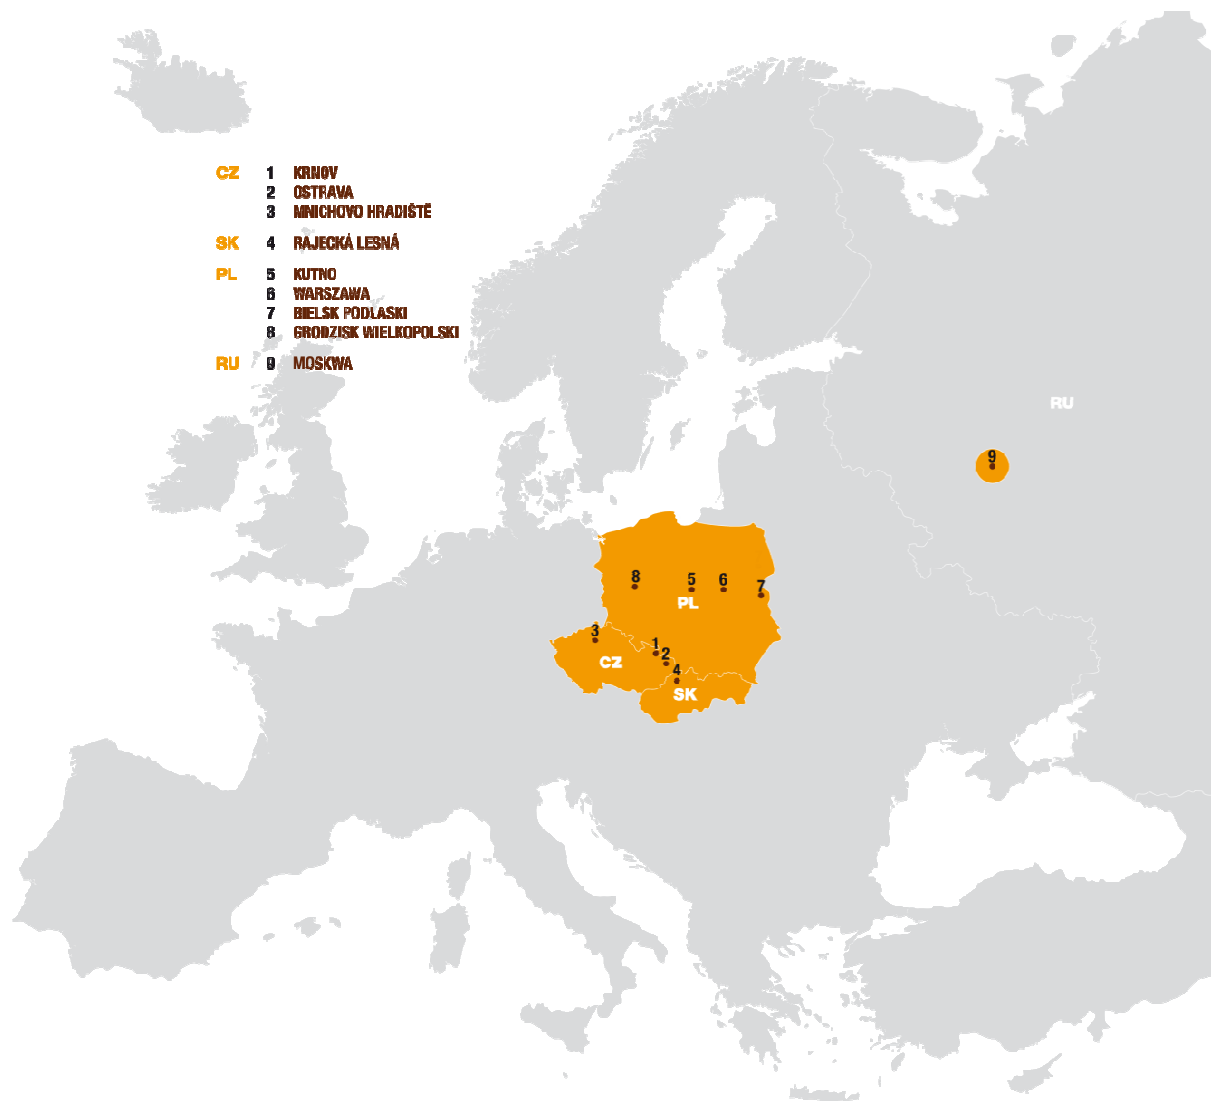 CZ 1 KRNOV
2 OSTRAVA
3 MNICHOVO HRADIŠTĚ
SK 4 RAJECKÁ LESNÁ
PL 5 KUTNO
6 WARSZAWA
7 BIELSK PODLASKI
8 GRODZISK WIELKOPOLSKI
RU 9 MOSKWA
RU
9
8 5 6 7
PL
3
1
CZ 2
4
SK